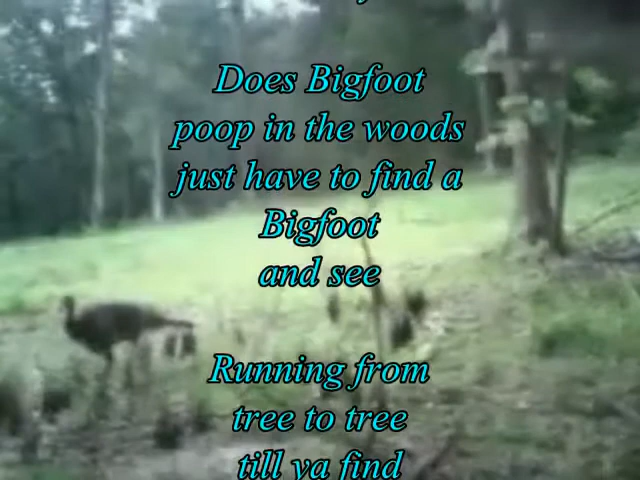 Does Bigfoot
poop in the woods
just have to find a
Bigfoot
and see
Running from
tree to tree
till ya find